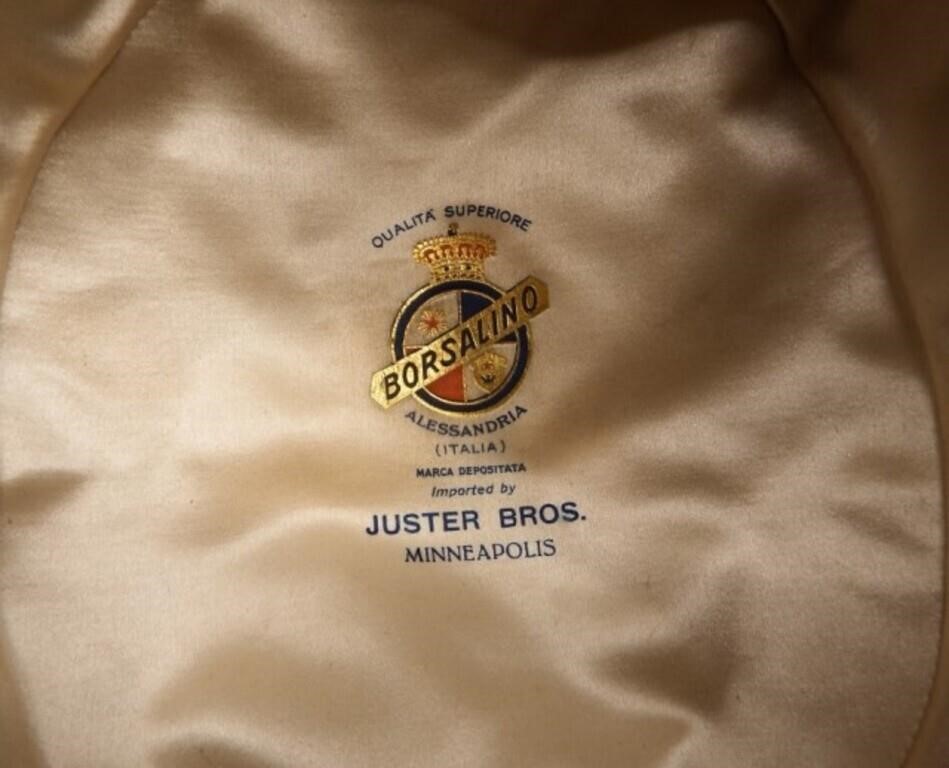 QUALITÀ SUPERIORE
BORSALINO
ALESSANDRIA
(ITALIA)
MARCA DEPOSITATA
Imported by
JUSTER BROS.
MINNEAPOLIS